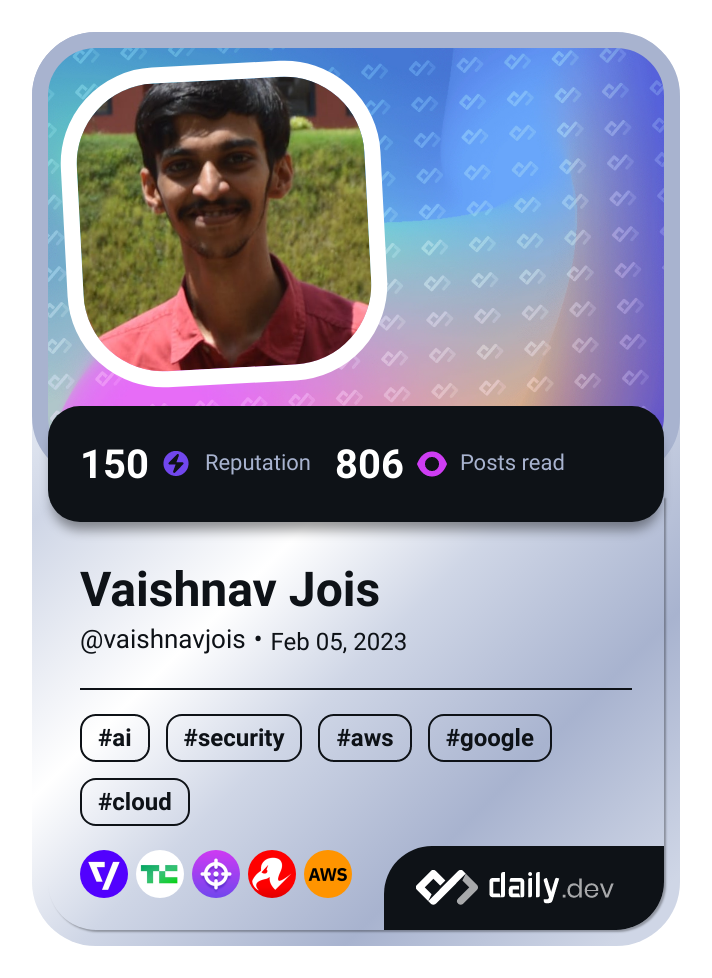 150 Reputation 806 Posts read
Vaishnav Jois
@vaishnavjois • Feb 05, 2023
#ai #security #aws #google
#cloud
TC AWS daily.dev